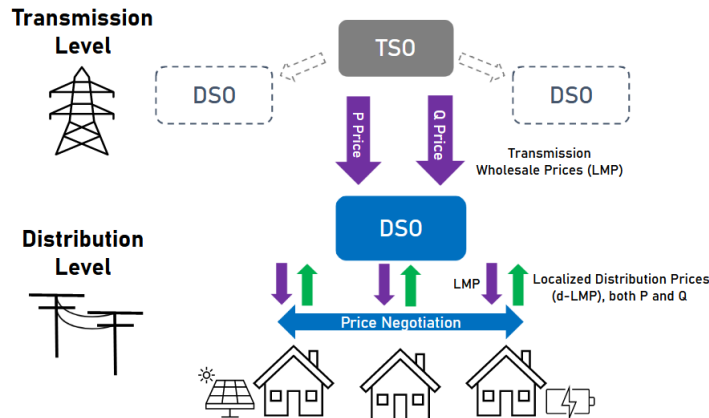 Transmission
Level
TSO
DSO
DSO
P Price
Q Price
Transmission
Wholesale Prices (LMP)
DSO
Distribution
Level
LMP
Localized Distribution Prices
(d-LMP), both P and Q
Price Negotiation